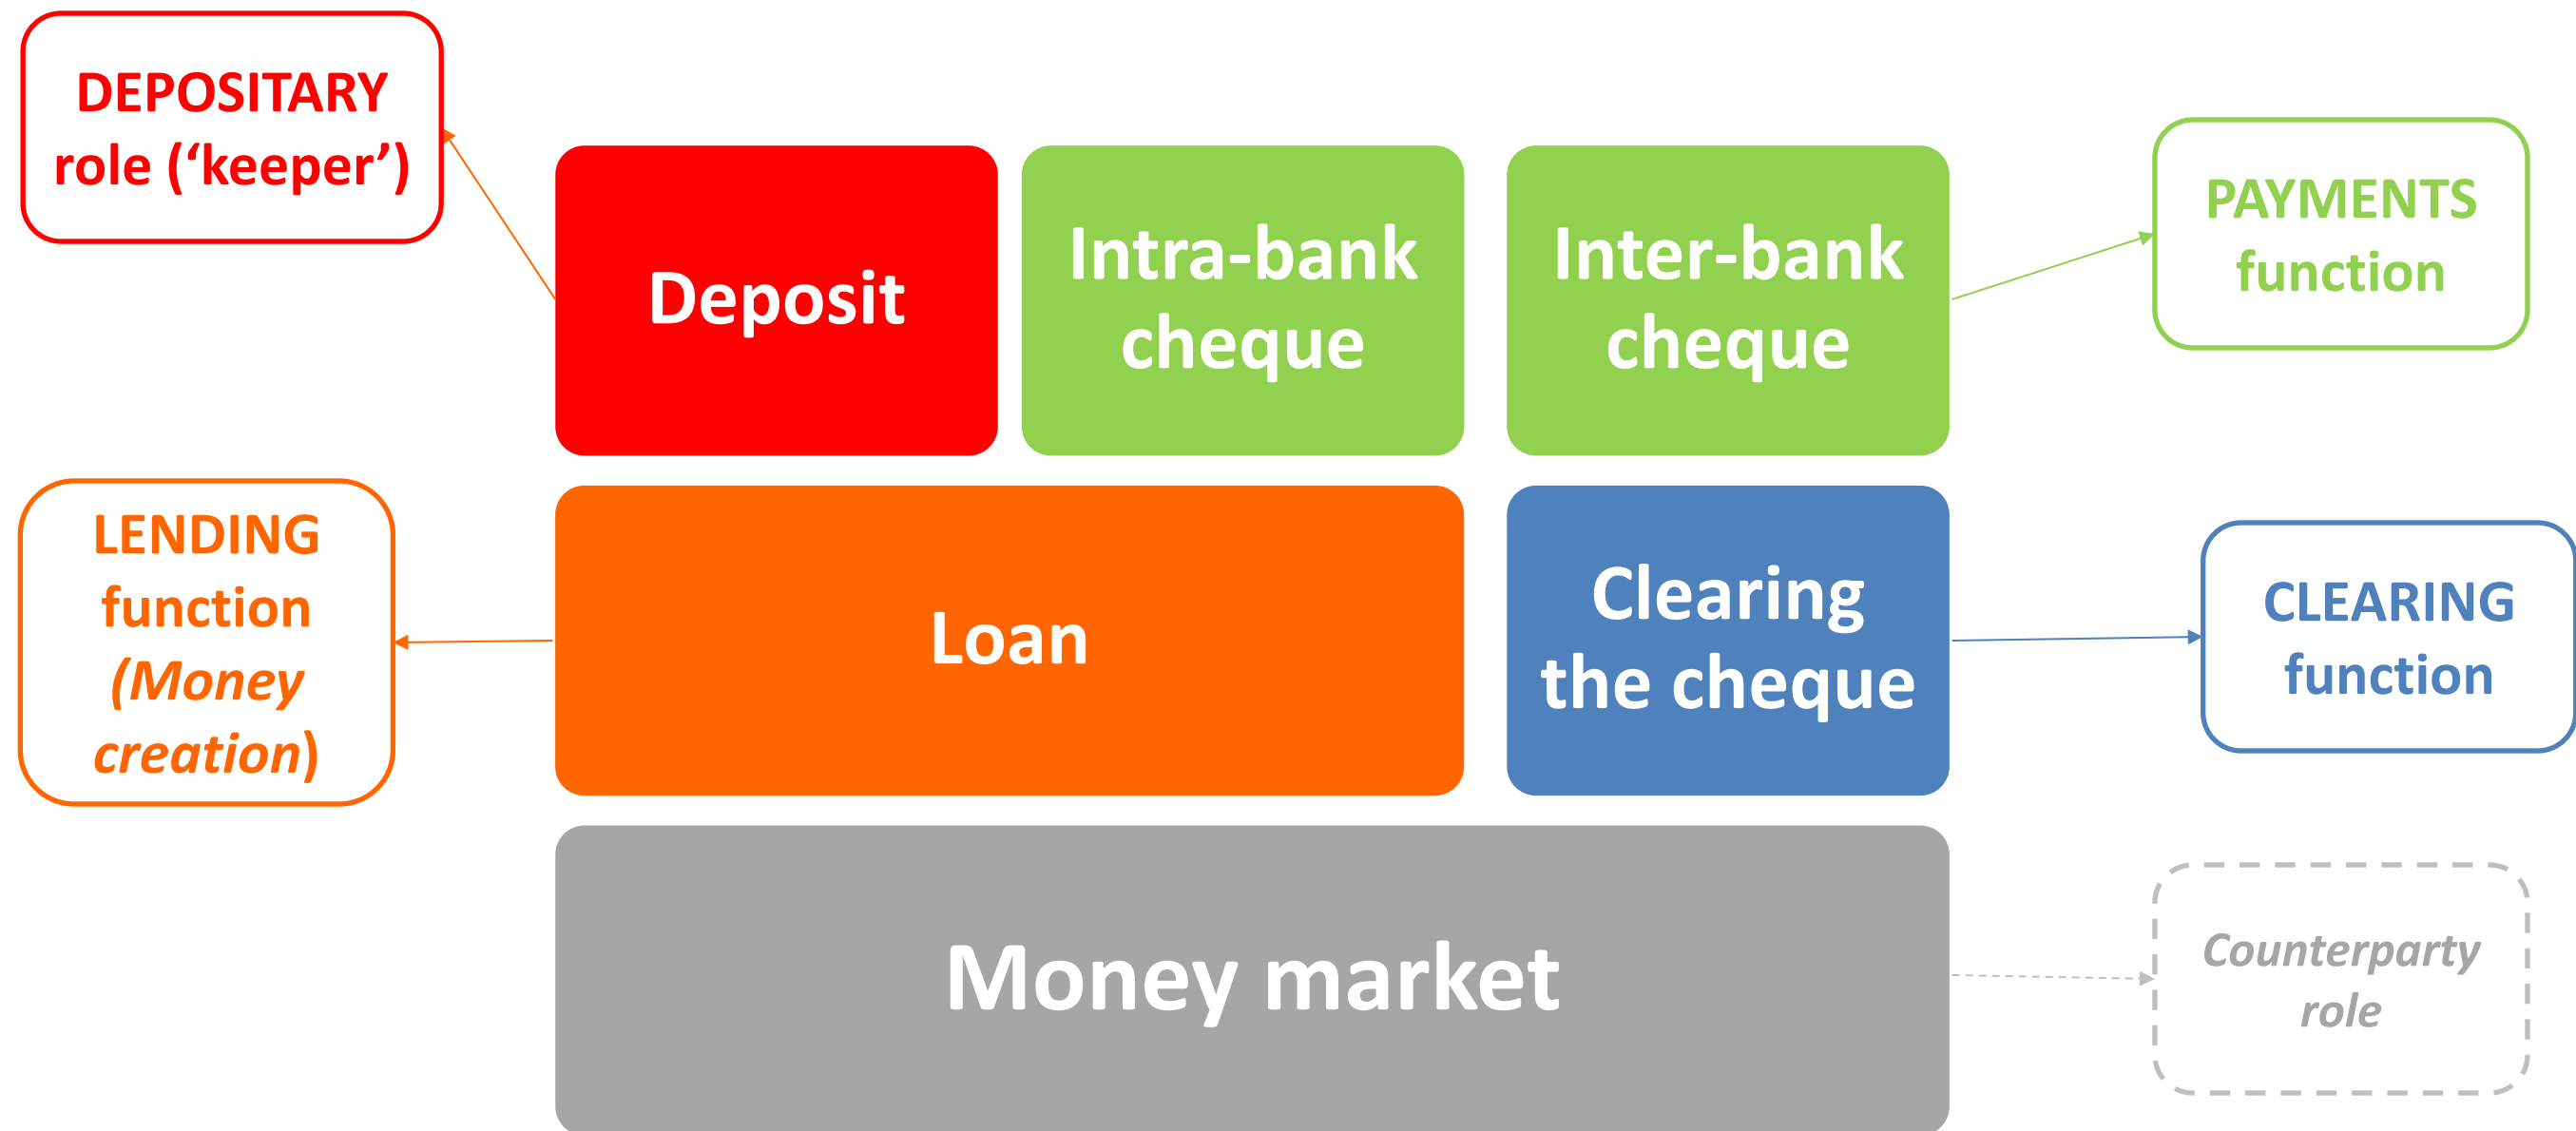 DEPOSITARY
role (‘keeper’)
Deposit
Intra-bank
cheque
Inter-bank
cheque
PAYMENTS
function
LENDING
function
(Money
creation)
Loan
Clearing
the cheque
CLEARING
function
Money market
Counterparty
role